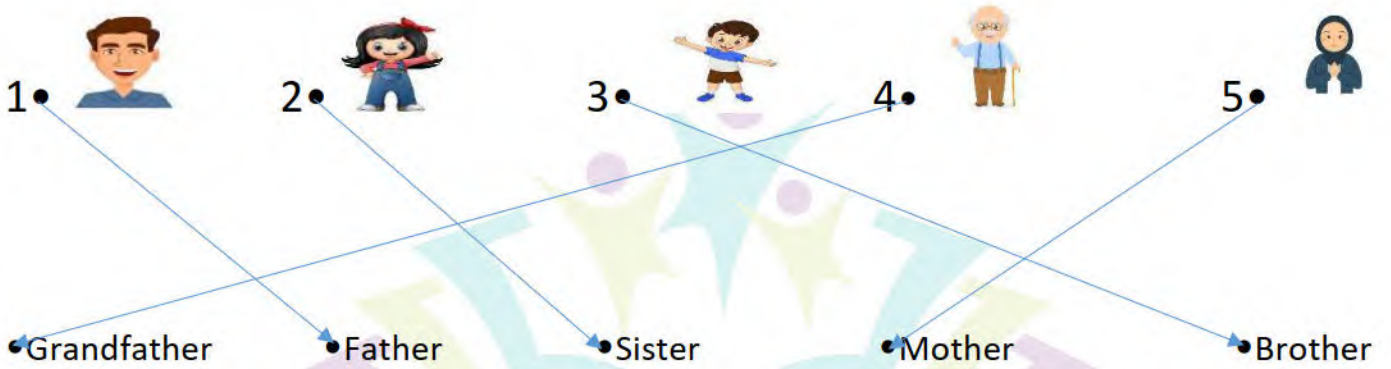 1• 2• 3• 4• 5•
•Grandfather •Father •Sister •Mother •Brother